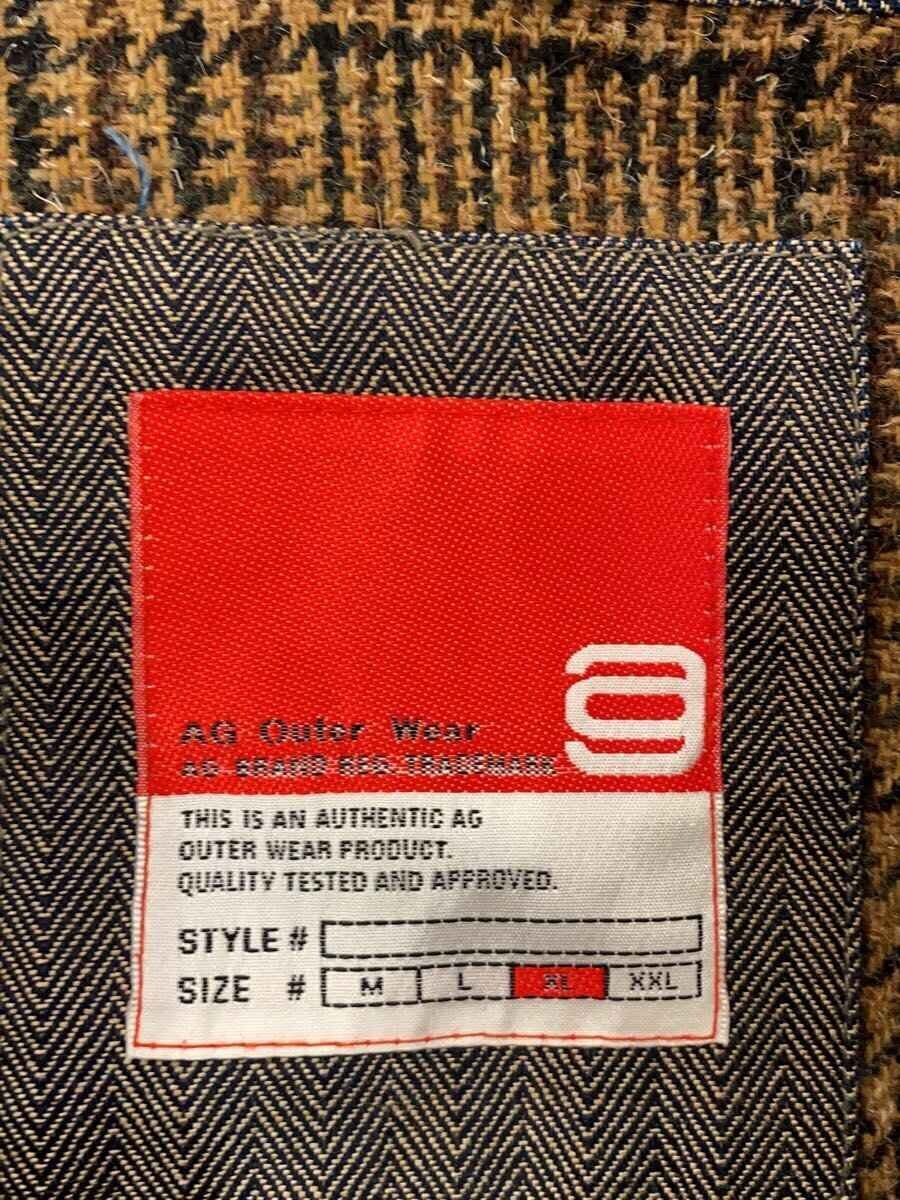 AG Outer Wear
AG BRAND REG. TRADEMARK
THIS IS AN AUTHENTIC AG
OUTER WEAR PRODUCT.
QUALITY TESTED AND APPROVED.
STYLE #
SIZE # M L XL XXL